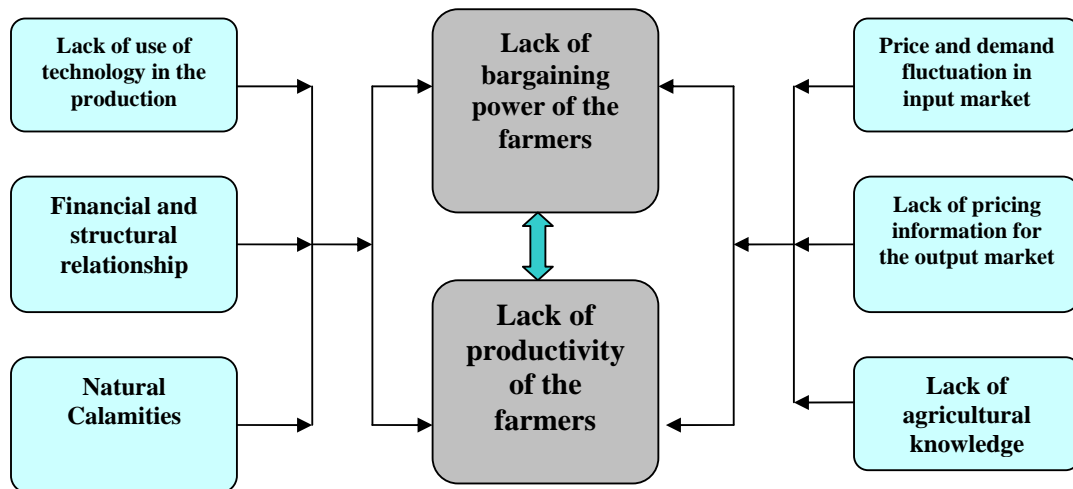 Lack of use of
technology in the
production
Financial and
structural
relationship
Natural
Calamities
Lack of
bargaining
power of the
farmers
Lack of
productivity
of the
farmers
Price and demand
fluctuation in
input market
Lack of pricing
information for
the output market
Lack of
agricultural
knowledge